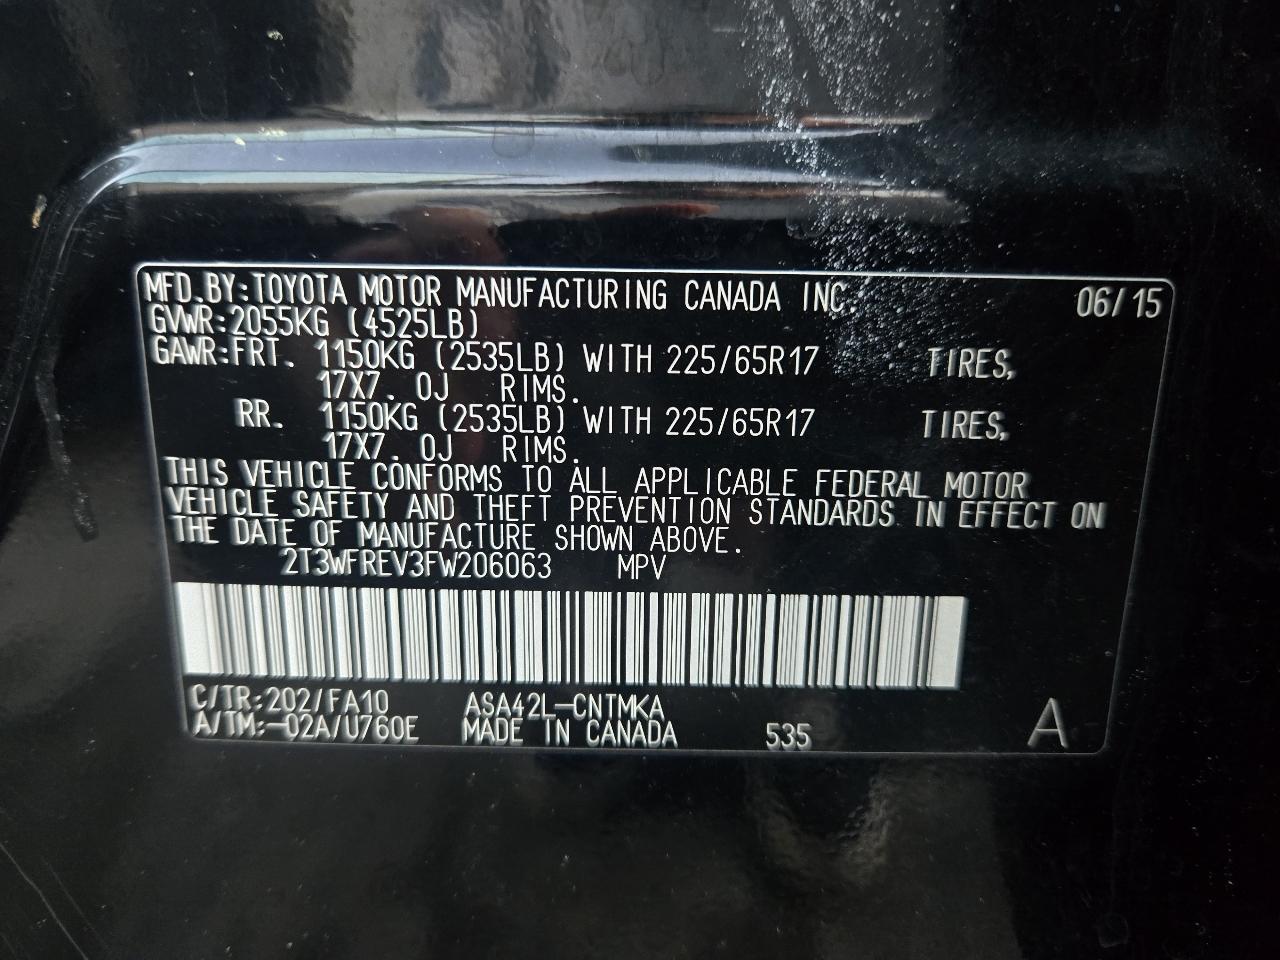 MFD.BY:TOYOTA MOTOR MANUFACTURING CANADA INC. 06/15
GVWR:2055KG (4525LB)
GAWR:FRT. 1150KG (2535LB) WITH 225/65R17 TIRES,
17X7. 0J RIMS.
RR. 1150KG (2535LB) WITH 225/65R17 TIRES,
17X7. 0J RIMS.
THIS VEHICLE CONFORMS TO ALL APPLICABLE FEDERAL MOTOR
VEHICLE SAFETY AND THEFT PREVENTION STANDARDS IN EFFECT ON
THE DATE OF MANUFACTURE SHOWN ABOVE.
2T3WFREV3FW206063 MPV
C/TR:202/FA10 ASA42L-CNTMKA
A/TM:-02A/U760E MADE IN CANADA 535 A